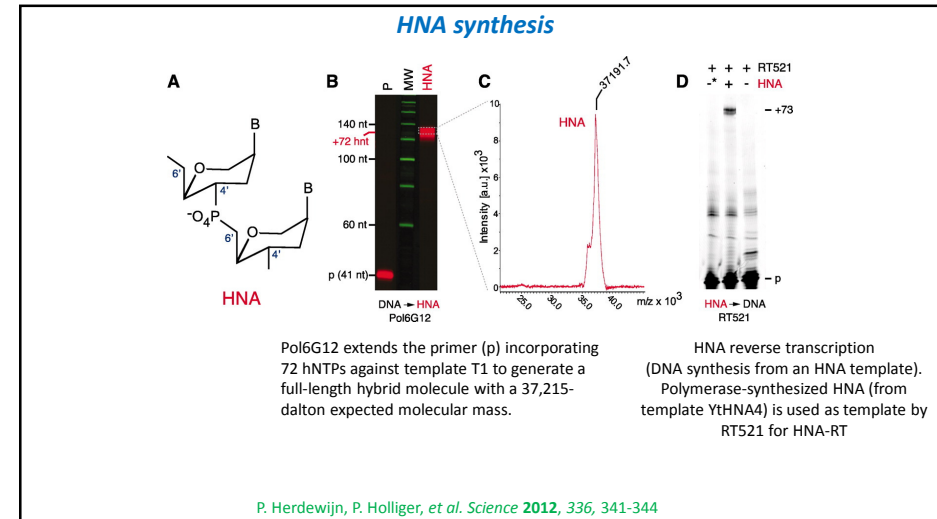 HNA synthesis
A
B
B
O
6'
4'
-O4P
6'
O
4'
HNA
B
P
MW
HNA
140 nt
+72 hnt
100 nt
60 nt
p (41 nt)
DNA → HNA
Pol6G12
C
37191.7
HNA
Intensity [a.u.] x10³
10
8
6
4
2
0
25.0
30.0
35.0
40.0
m/z x 10³
D
+ + + RT521
-* + - HNA
– +73
– p
HNA → DNA
RT521
Pol6G12 extends the primer (p) incorporating
72 hNTPs against template T1 to generate a
full-length hybrid molecule with a 37,215-
dalton expected molecular mass.
HNA reverse transcription
(DNA synthesis from an HNA template).
Polymerase-synthesized HNA (from
template YtHNA4) is used as template by
RT521 for HNA-RT
P. Herdewijn, P. Holliger, et al. Science 2012, 336, 341-344